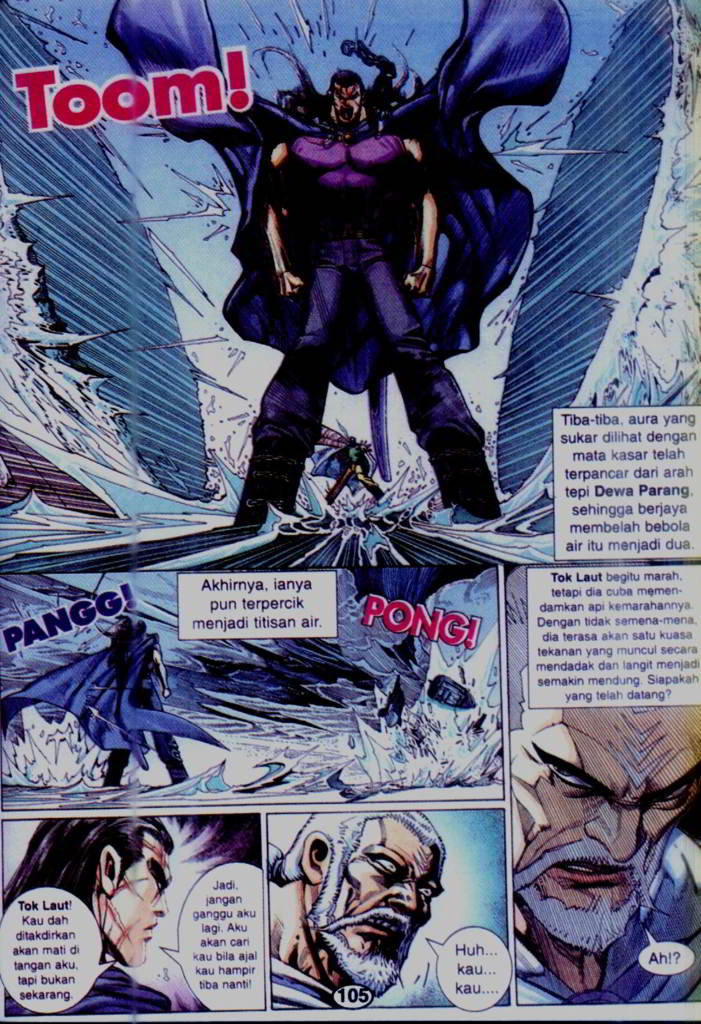 Toom!
Tiba-tiba, aura yang
sukar dilihat dengan
mata kasar telah
terpancar dari arah
tepi Dewa Parang,
sehingga berjaya
membelah bebola
air itu menjadi dua.
PANGG!
Akhirnya, ianya
pun terpercik
menjadi titisan air.
PONG!
Tok Laut begitu marah,
tetapi dia cuba memen-
damkan api kemarahannya.
Dengan tidak semena-mena,
dia terasa akan satu kuasa
tekanan yang muncul secara
mendadak dan langit menjadi
semakin mendung. Siapakah
yang telah datang?
Tok Laut!
Kau dah
ditakdirkan
akan mati di
tangan aku,
tapi bukan
sekarang.
Jadi,
jangan
ganggu aku
lagi. Aku
akan cari
kau bila ajal
kau hampir
tiba nanti!
Huh...
kau...
kau....
Ah!?
105